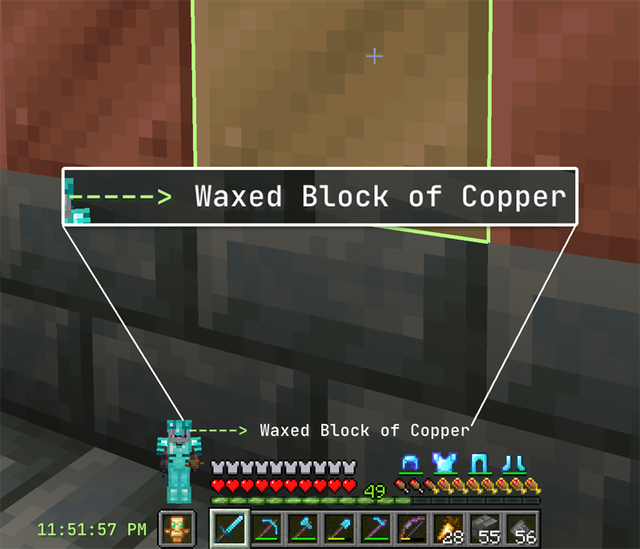 -----> Waxed Block of Copper
-----> Waxed Block of Copper
49
11:51:57 PM
28 55 56